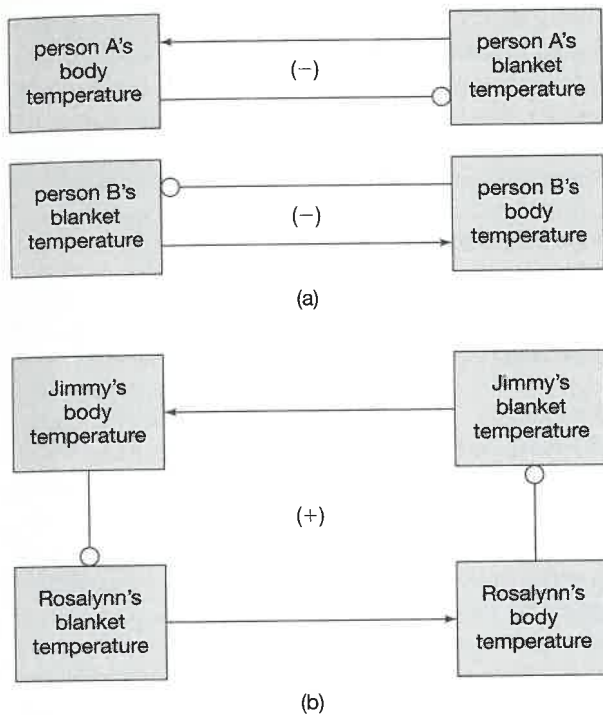 person A's
body
temperature
(−)
person A's
blanket
temperature
person B's
blanket
temperature
(−)
person B's
body
temperature
(a)
Jimmy's
body
temperature
Jimmy's
blanket
temperature
(+)
Rosalynn's
blanket
temperature
Rosalynn's
body
temperature
(b)